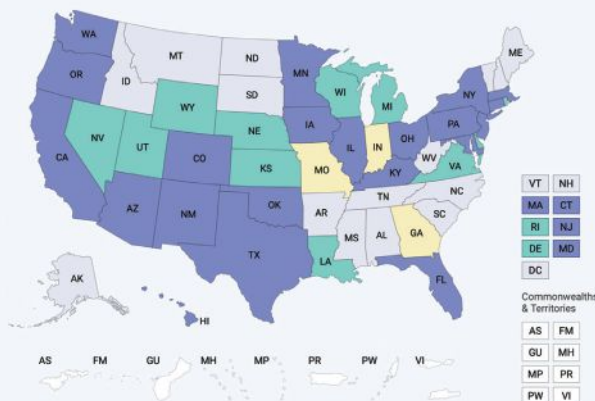 WA
MT
ND
ME
OR
ID
SD
MN
WI
MI
NY
WY
NE
IA
PA
NV
UT
CO
KS
IL
IN
OH
WV
VA
CA
MO
KY
AZ
NM
OK
AR
TN
NC
SC
TX
LA
MS
AL
GA
FL
AK
HI
VT NH
MA CT
RI NJ
DE MD
DC
Commonwealths
& Territories
AS FM
GU MH
MP PR
PW VI
AS FM GU MH MP PR PW VI